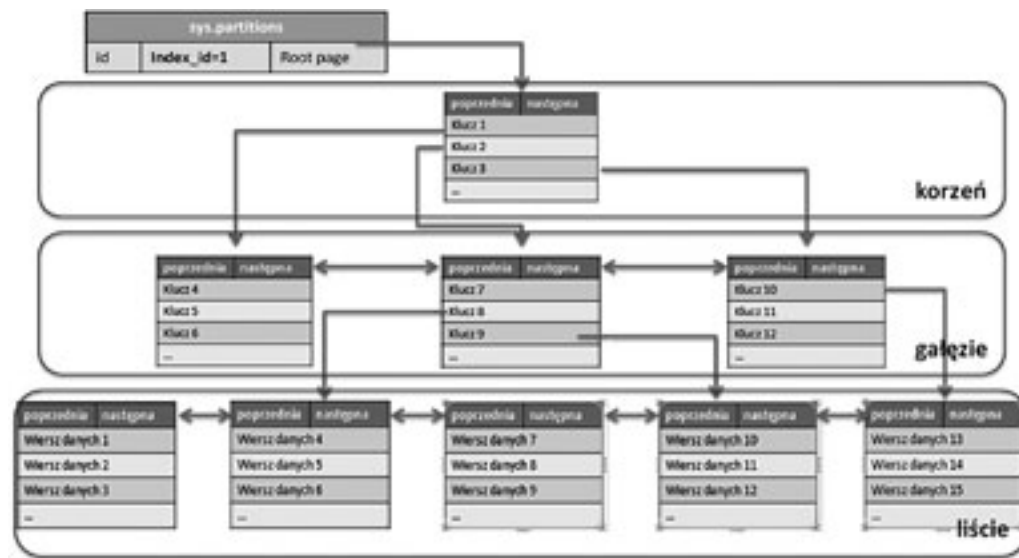 sys.partitions
id Index_id=1 Root page
poprzednia następna
Klucz 1
Klucz 2
Klucz 3
...
korzeń
poprzednia następna
Klucz 4
Klucz 5
Klucz 6
...
poprzednia następna
Klucz 7
Klucz 8
Klucz 9
...
poprzednia następna
Klucz 10
Klucz 11
Klucz 12
...
gałęzie
poprzednia następna
Wiersz danych 1
Wiersz danych 2
Wiersz danych 3
...
poprzednia następna
Wiersz danych 4
Wiersz danych 5
Wiersz danych 6
...
poprzednia następna
Wiersz danych 7
Wiersz danych 8
Wiersz danych 9
...
poprzednia następna
Wiersz danych 10
Wiersz danych 11
Wiersz danych 12
...
poprzednia następna
Wiersz danych 13
Wiersz danych 14
Wiersz danych 15
...
liście